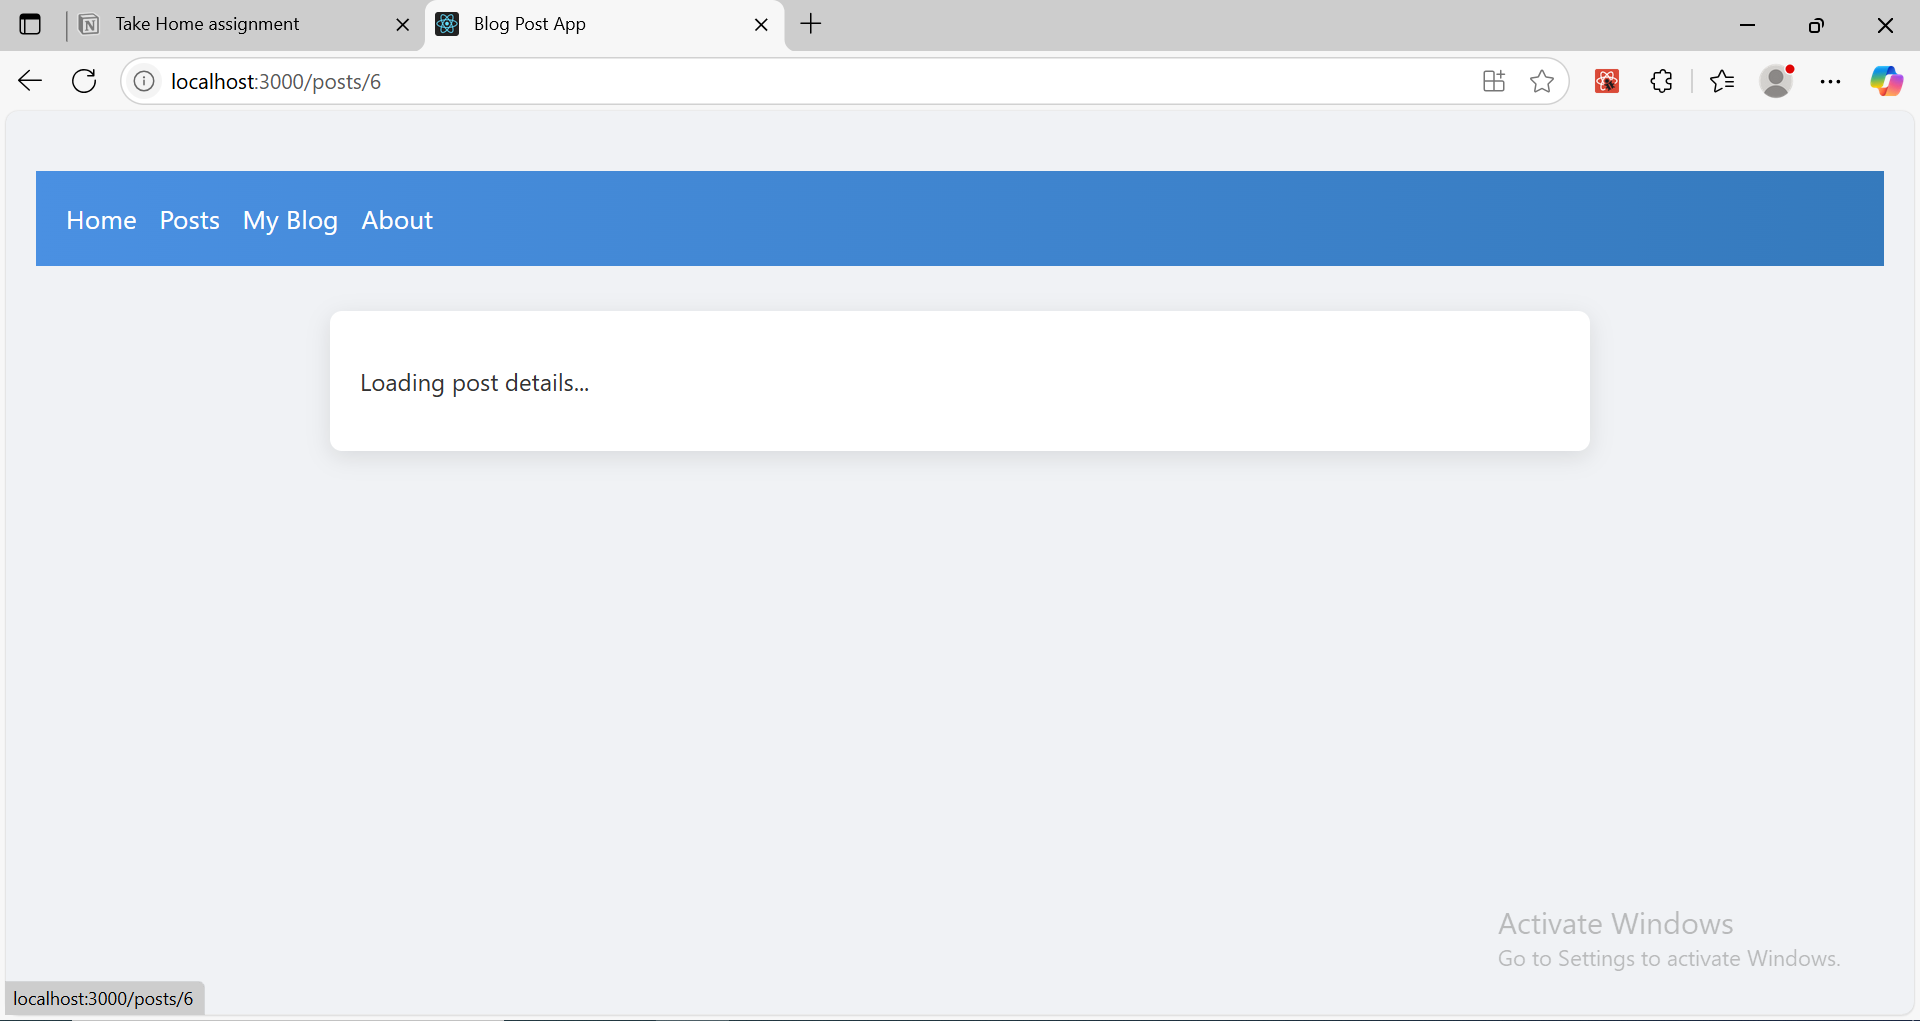 Take Home assignment
Blog Post App
localhost:3000/posts/6
Home Posts My Blog About
Loading post details...
Activate Windows
Go to Settings to activate Windows.
localhost:3000/posts/6